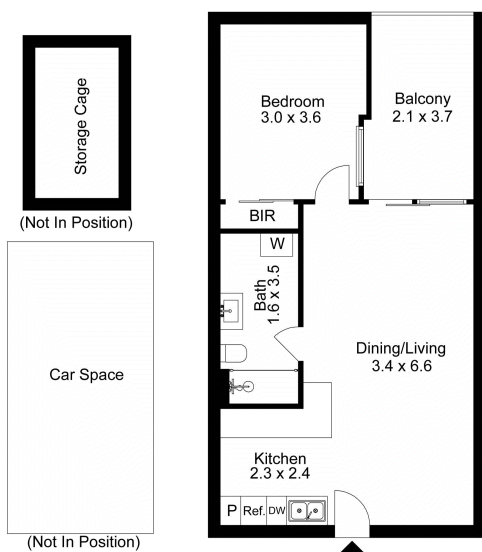 Storage Cage
(Not In Position)
Car Space
(Not In Position)
Bedroom
3.0 x 3.6
Balcony
2.1 x 3.7
BIR
W
Bath
1.6 x 3.5
Dining/Living
3.4 x 6.6
Kitchen
2.3 x 2.4
P Ref. DW